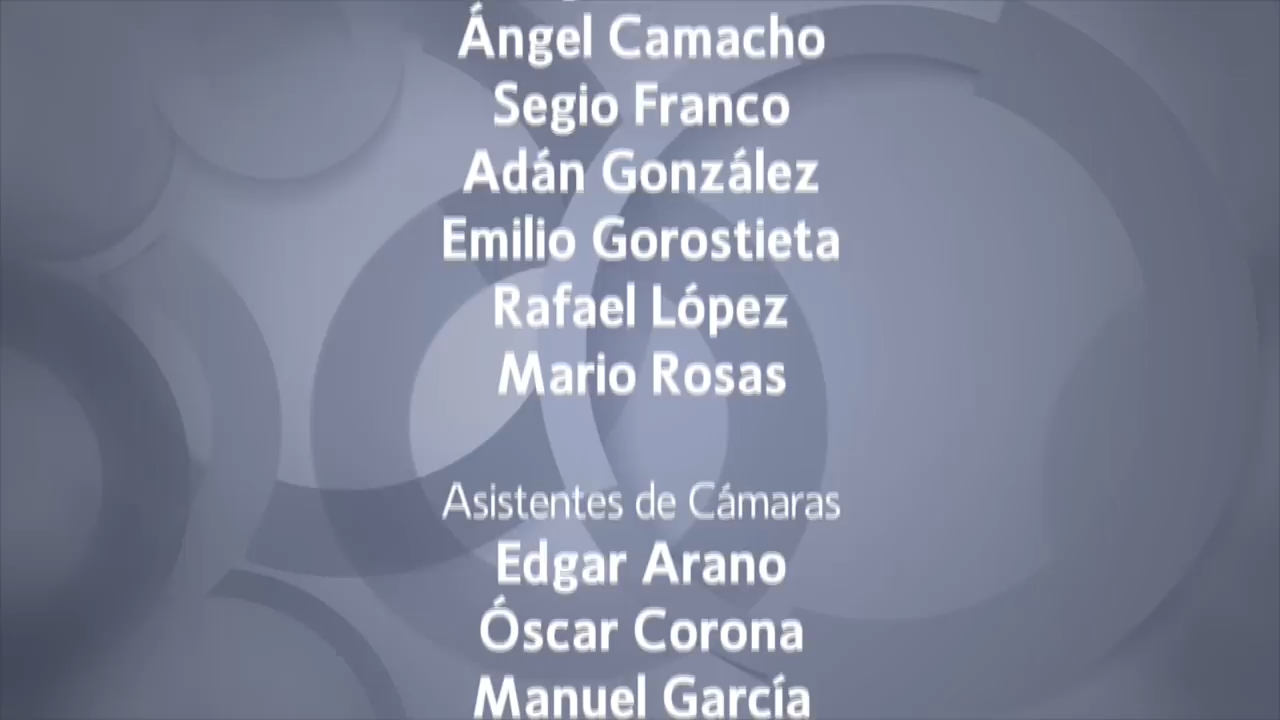 Ángel Camacho
Segio Franco
Adán González
Emilio Gorostieta
Rafael López
Mario Rosas
Asistentes de Cámaras
Edgar Arano
Óscar Corona
Manuel García